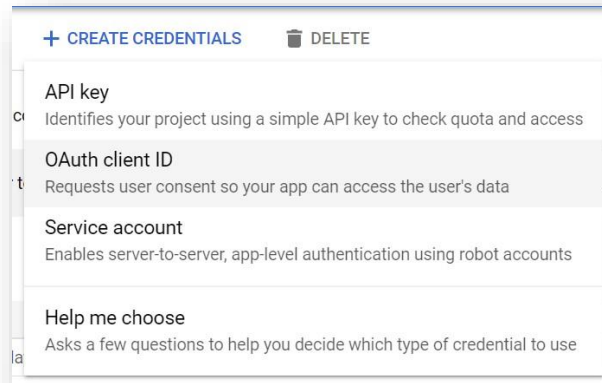 + CREATE CREDENTIALS DELETE
API key
Identifies your project using a simple API key to check quota and access
OAuth client ID
Requests user consent so your app can access the user's data
Service account
Enables server-to-server, app-level authentication using robot accounts
Help me choose
Asks a few questions to help you decide which type of credential to use